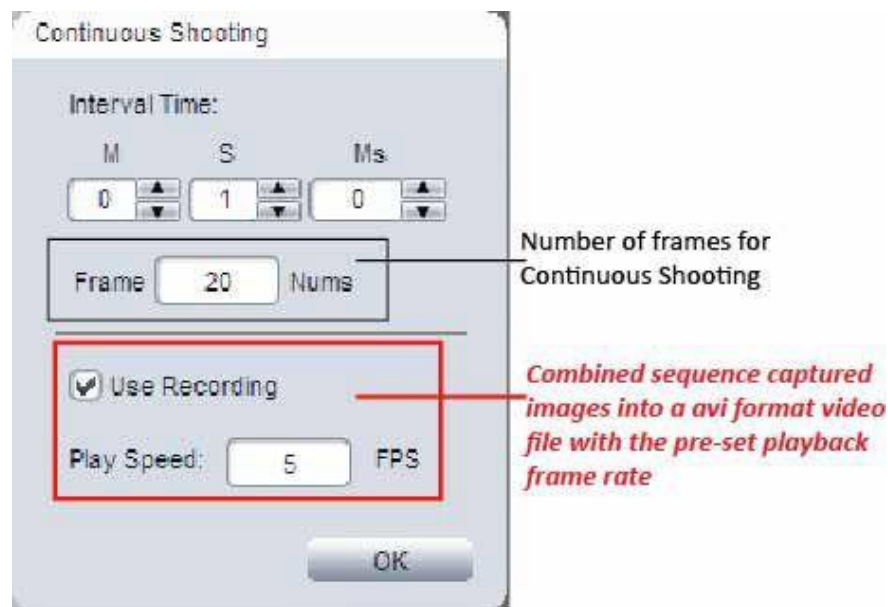 Continuous Shooting
Interval Time:
M S Ms
0 1 0
Frame 20 Nums
Number of frames for
Continuous Shooting
Use Recording
Play Speed: 5 FPS
Combined sequence captured
images into a avi format video
file with the pre-set playback
frame rate
OK